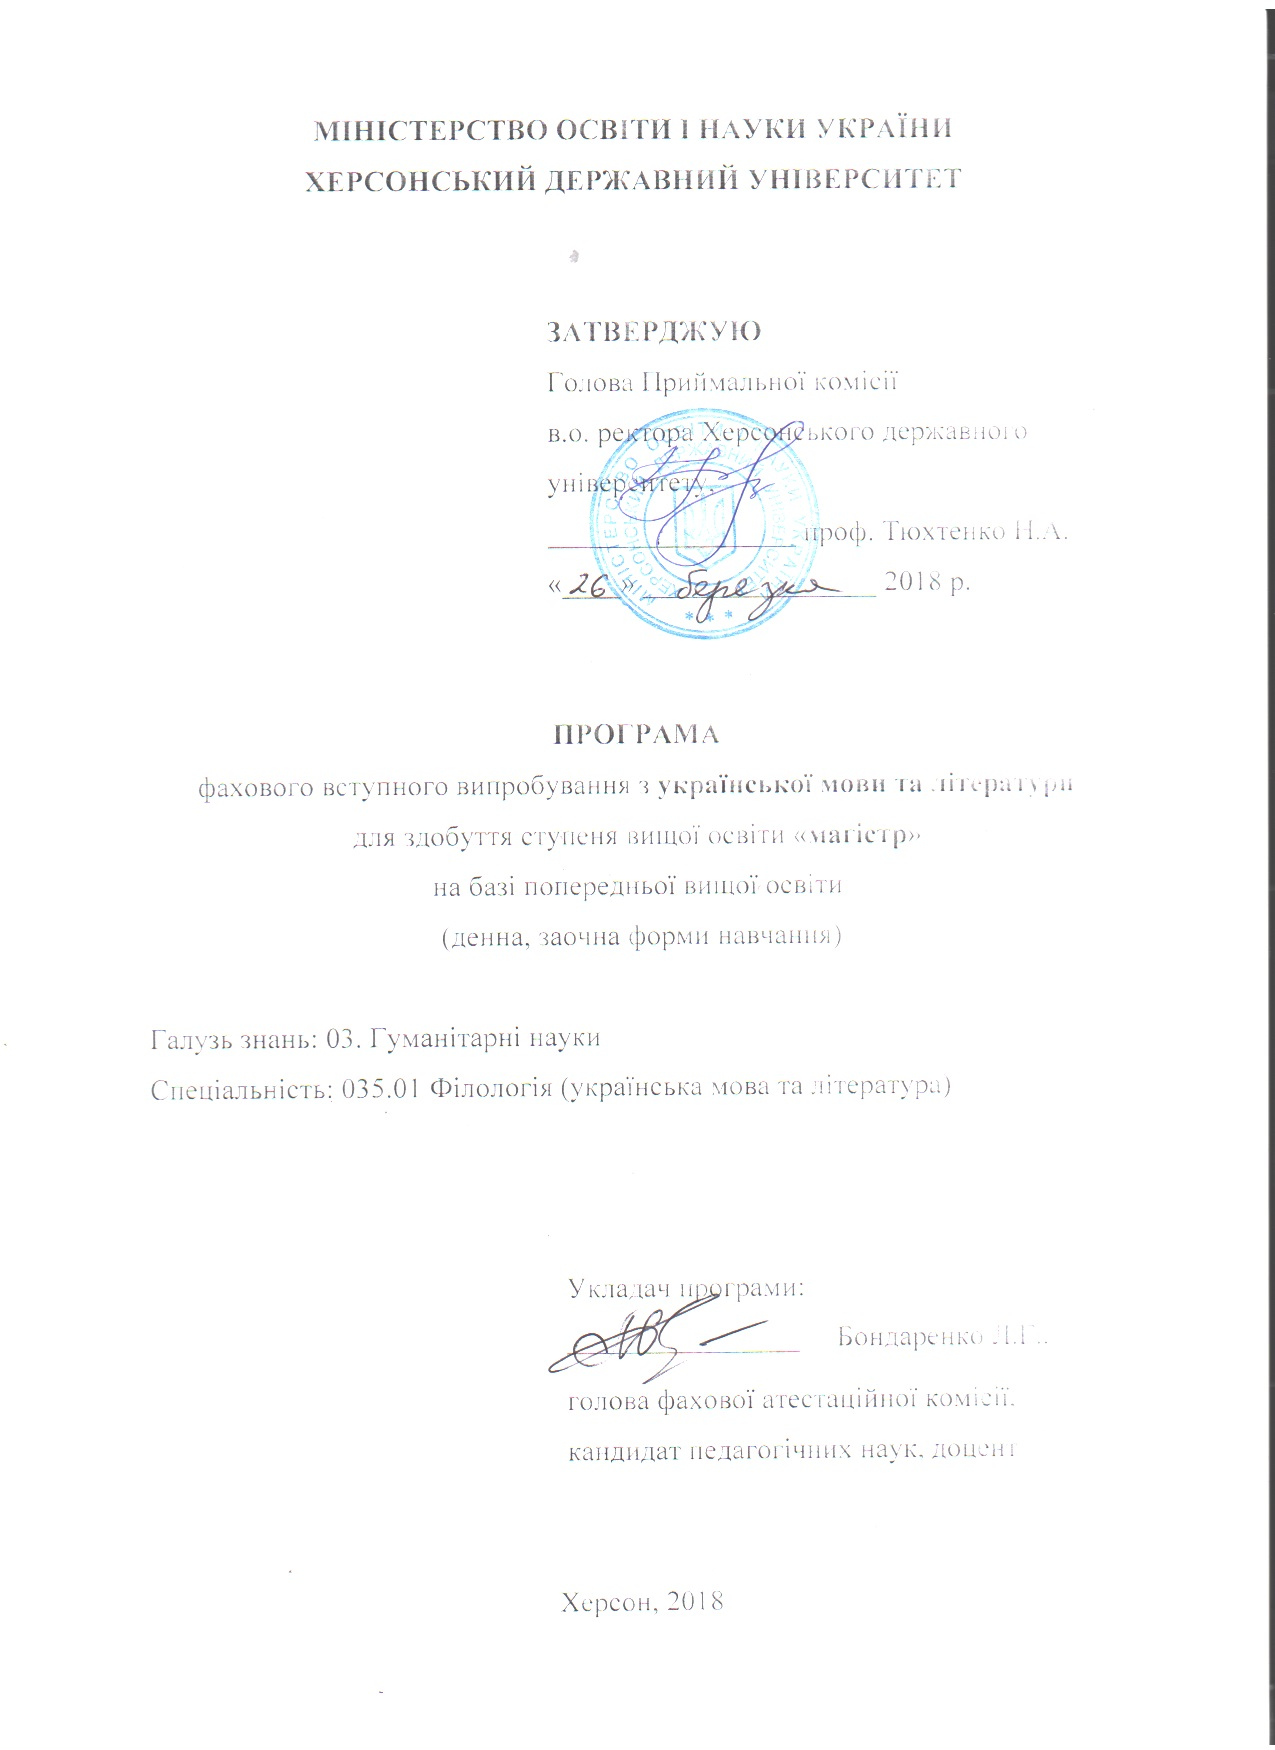 МІНІСТЕРСТВО ОСВІТИ І НАУКИ УКРАЇНИ
ХЕРСОНСЬКИЙ ДЕРЖАВНИЙ УНІВЕРСИТЕТ
ЗАТВЕРДЖУЮ
Голова Приймальної комісії
в.о. ректора Херсонського державного
університету,
проф. Тюхтенко Н.А.
«26» березня 2018 р.
ПРОГРАМА
фахового вступного випробування з української мови та літератури
для здобуття ступеня вищої освіти «магістр»
на базі попередньої вищої освіти
(денна, заочна форми навчання)
Галузь знань: 03. Гуманітарні науки
Спеціальність: 035.01 Філологія (українська мова та література)
Укладач програми:
Бондаренко Л.Г.,
голова фахової атестаційної комісії,
кандидат педагогічних наук, доцент
Херсон, 2018